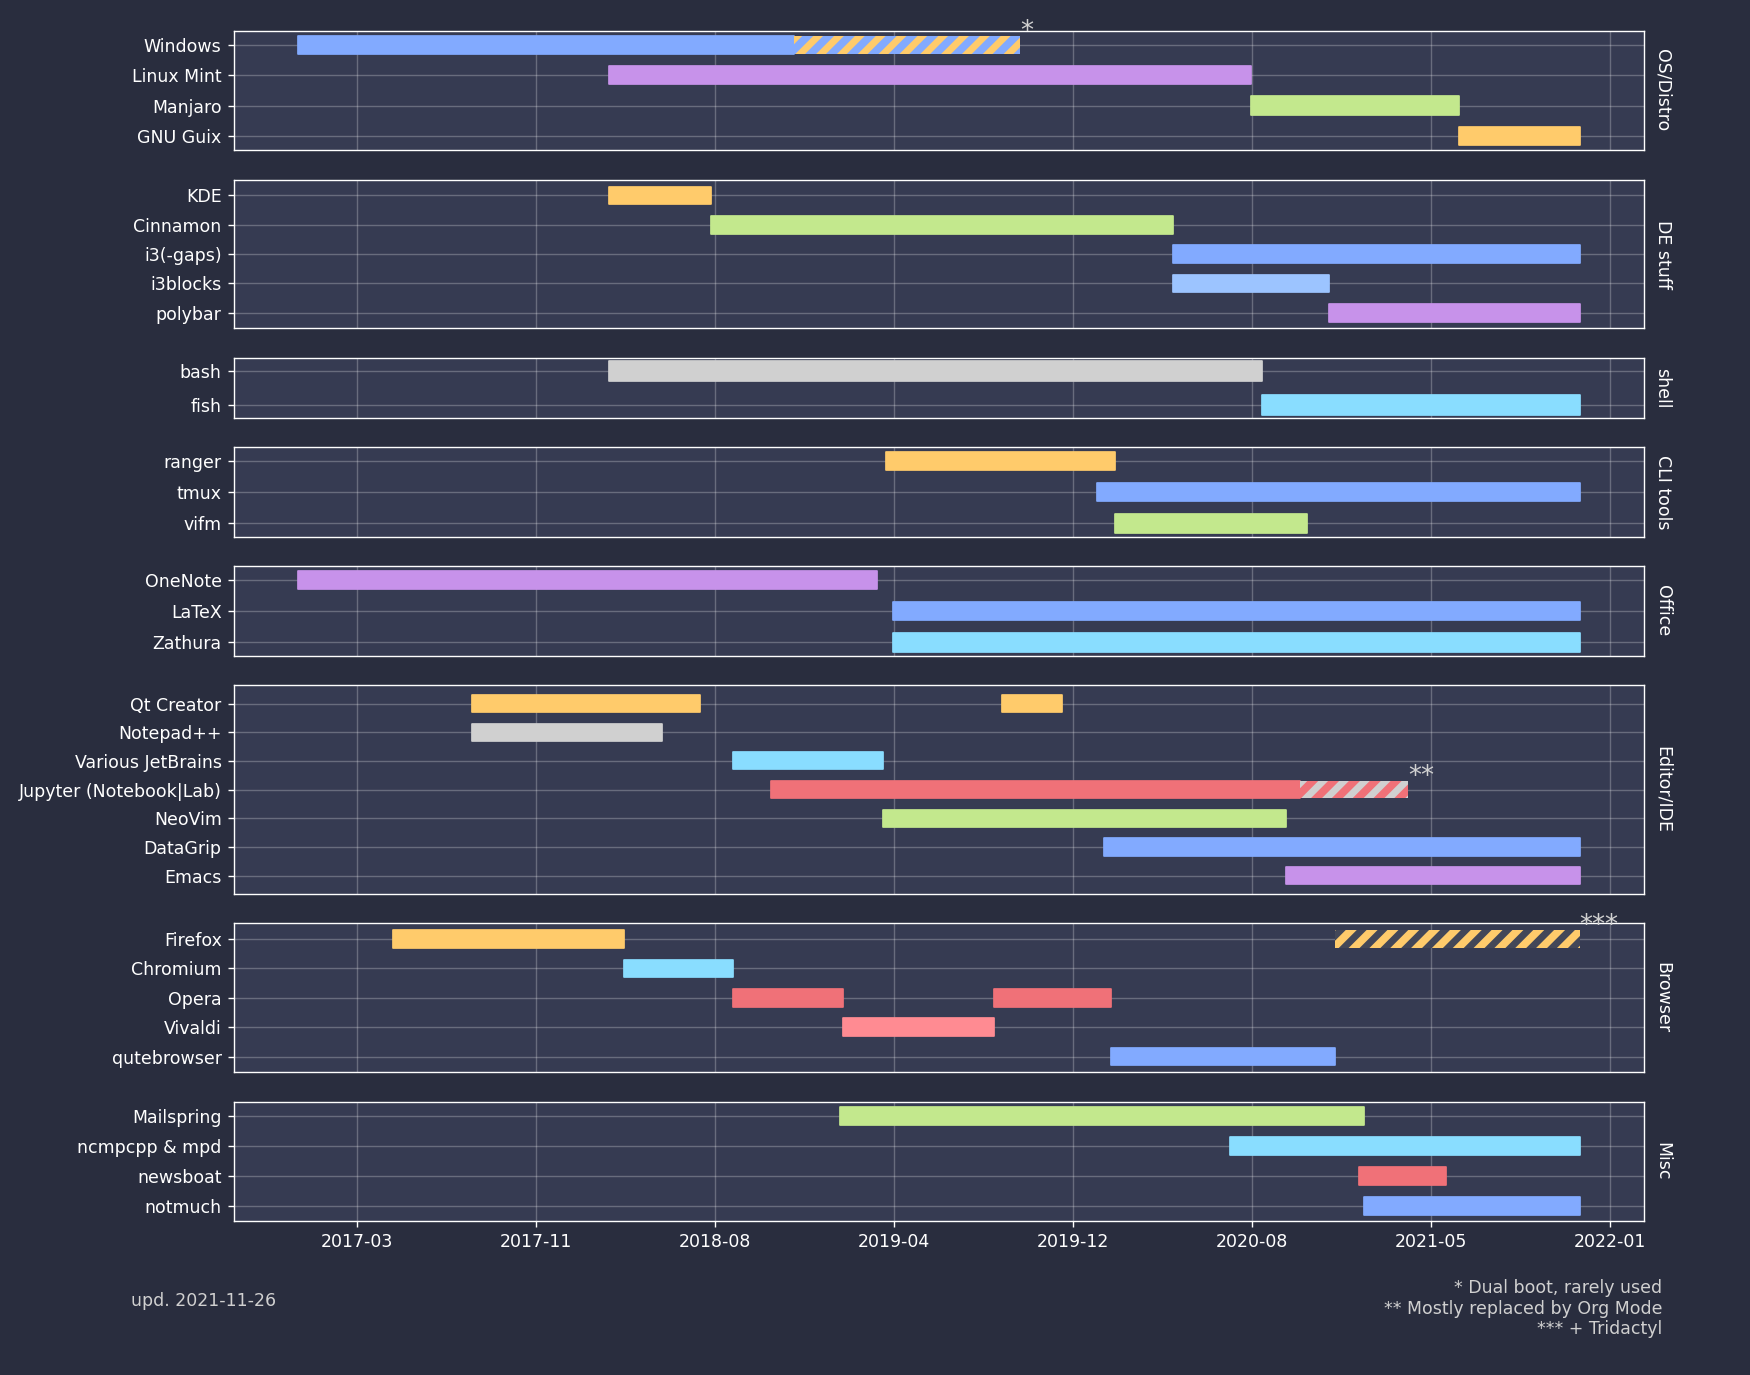 *
Windows
Linux Mint
Manjaro
GNU Guix
OS/Distro
KDE
Cinnamon
i3(-gaps)
i3blocks
polybar
DE stuff
bash
fish
shell
ranger
tmux
vifm
CLI tools
OneNote
LaTeX
Zathura
Office
Qt Creator
Notepad++
Various JetBrains
**
Jupyter (Notebook|Lab)
NeoVim
DataGrip
Emacs
Editor/IDE
***
Firefox
Chromium
Opera
Vivaldi
qutebrowser
Browser
Mailspring
ncmpcpp & mpd
newsboat
notmuch
Misc
2017-03 2017-11 2018-08 2019-04 2019-12 2020-08 2021-05 2022-01
upd. 2021-11-26
* Dual boot, rarely used
** Mostly replaced by Org Mode
*** + Tridactyl